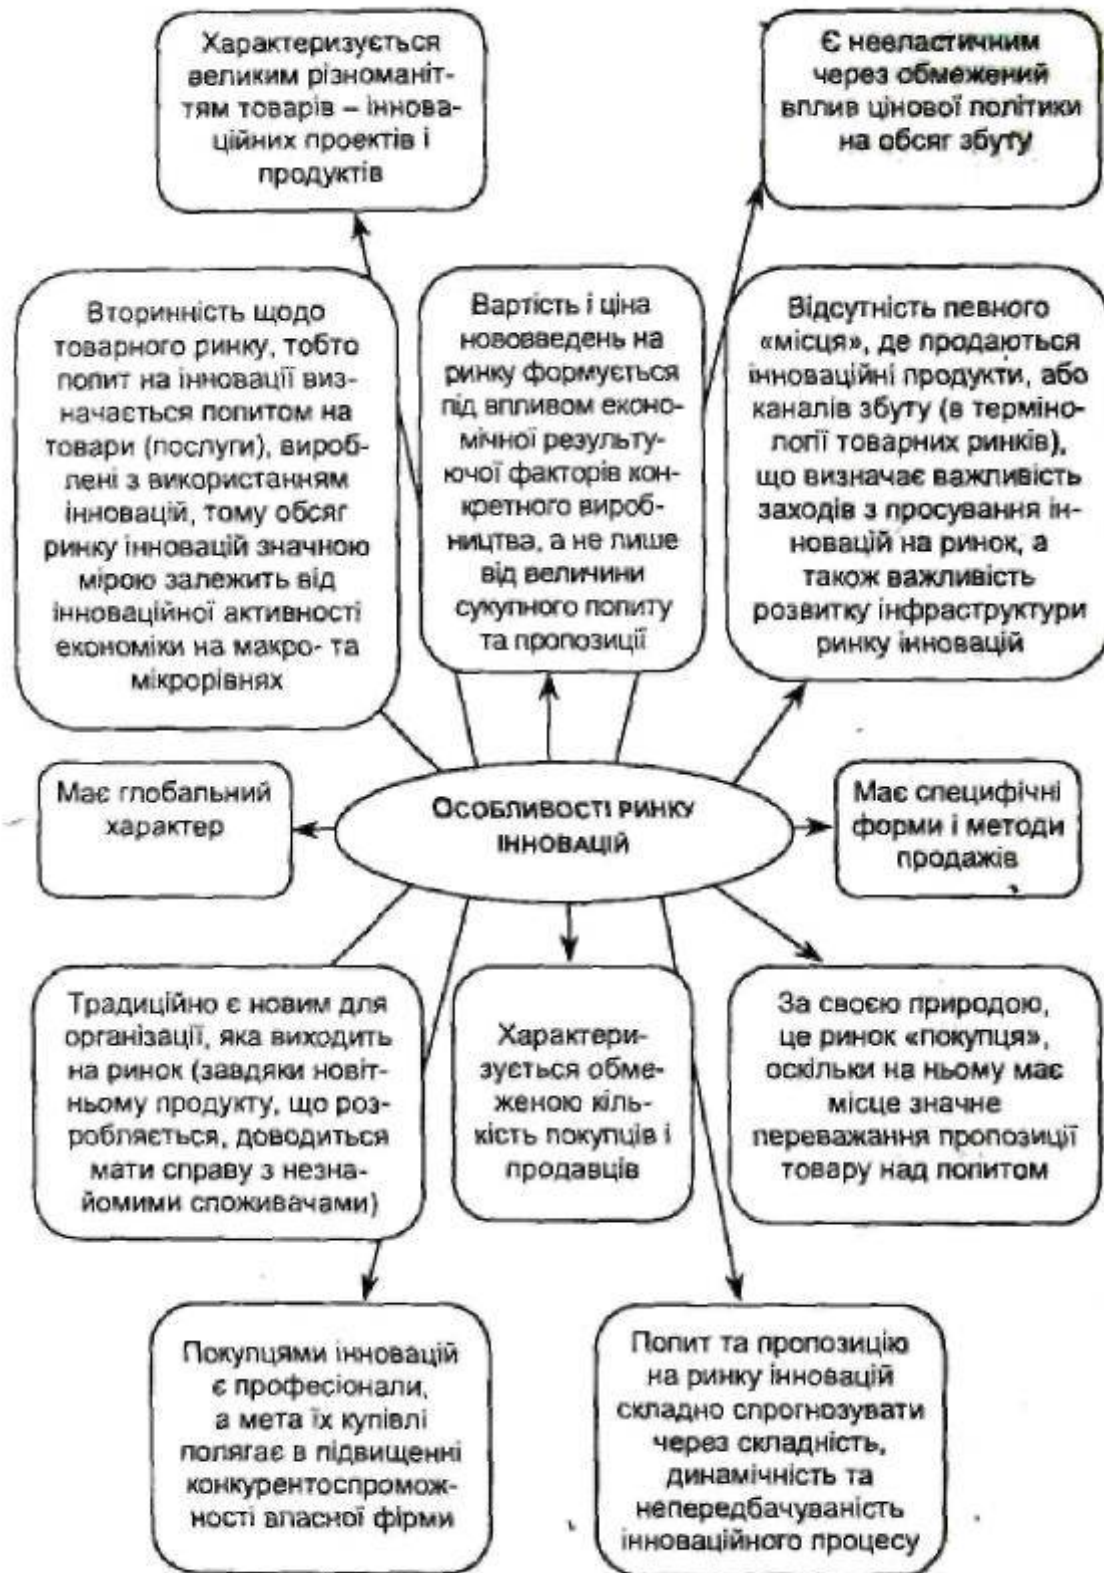 Характеризується
великим різноманіт-
тям товарів – іннова-
ційних проектів і
продуктів
Є нееластичним
через обмежений
вплив цінової політики
на обсяг збуту
Вторинність щодо
товарного ринку, тобто
попит на інновації виз-
начається попитом на
товари (послуги), вироб-
лені з використанням
інновацій, тому обсяг
ринку інновацій значною
мірою залежить від
інноваційної активності
економіки на макро- та
мікрорівнях
Вартість і ціна
нововведень на
ринку формується
під впливом еконо-
мічної результу-
ючої факторів кон-
кретного вироб-
ництва, а не лише
від величини
сукупного попиту
та пропозиції
Відсутність певного
«місця», де продаються
інноваційні продукти, або
каналів збуту (в терміно-
логії товарних ринків),
що визначає важливість
заходів з просування ін-
новацій на ринок, а
також важливість
розвитку інфраструктури
ринку інновацій
Має глобальний
характер
ОСОБЛИВОСТІ РИНКУ
ІННОВАЦІЙ
Має специфічні
форми і методи
продажів
Традиційно є новим для
організації, яка виходить
на ринок (завдяки новіт-
ньому продукту, що роз-
робляється, доводиться
мати справу з незна-
йомими споживачами)
Характери-
зується обме-
женою кіль-
кість покупців і
продавців
За своєю природою,
це ринок «покупця»,
оскільки на ньому має
місце значне
переважання пропозиції
товару над попитом
Покупцями інновацій
є професіонали,
а мета їх купівлі
полягає в підвищенні
конкурентоспромож-
ності власної фірми
Попит та пропозицію
на ринку інновацій
складно спрогнозувати
через складність,
динамічність та
непередбачуваність
інноваційного процесу